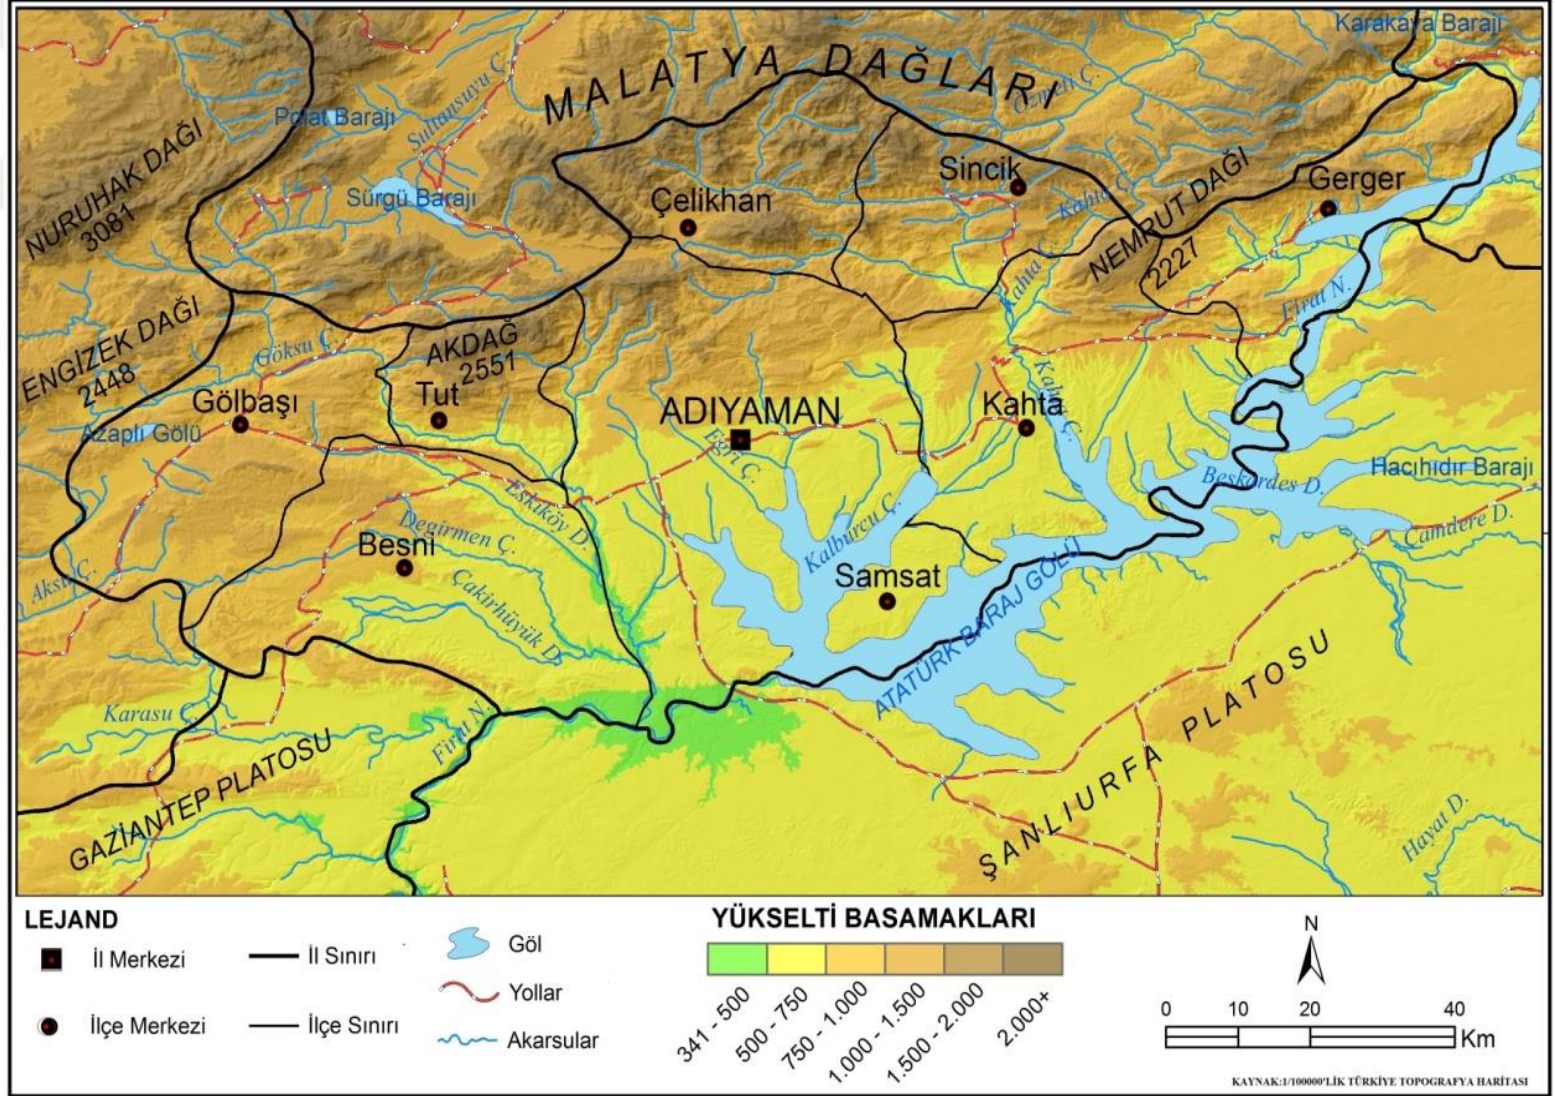 Karakaya Barajı
MALATYA DAĞLARI
Sultansuyu Ç.
Polat Barajı
NURUHAK DAĞI
3081
Sürgü Barajı
Çelikhan
Sincik
Kahta Ç.
NEMRUT DAĞI
2227
Gerger
Kahta Ç.
Fırat N.
ENGİZEK DAĞI
2448
Göksu Ç.
AKDAĞ
2551
Gölbaşı
Tut
ADIYAMAN
Kahta
Kahta Ç.
Azaplı Gölü
Eğri Ç.
Eskiköy D.
Beskardes D.
Hacıhıdır Barajı
Camdere D.
Degirmen Ç.
Besni
Kalburcu Ç.
Samsat
Aksu Ç.
Çakirhüyük D.
ATATÜRK BARAJ GÖLÜ
Karasu Ç.
Firat N.
GAZİANTEP PLATOSU
ŞANLIURFA PLATOSU
Hayat D.
LEJAND
İl Merkezi
İlçe Merkezi
İl Sınırı
İlçe Sınırı
Göl
Yollar
Akarsular
YÜKSELTİ BASAMAKLARI
341 - 500
500 - 750
750 - 1.000
1.000 - 1.500
1.500 - 2.000
2.000+
N
0 10 20 40
Km
KAYNAK:1/100000'LİK TÜRKİYE TOPOGRAFYA HARİTASI